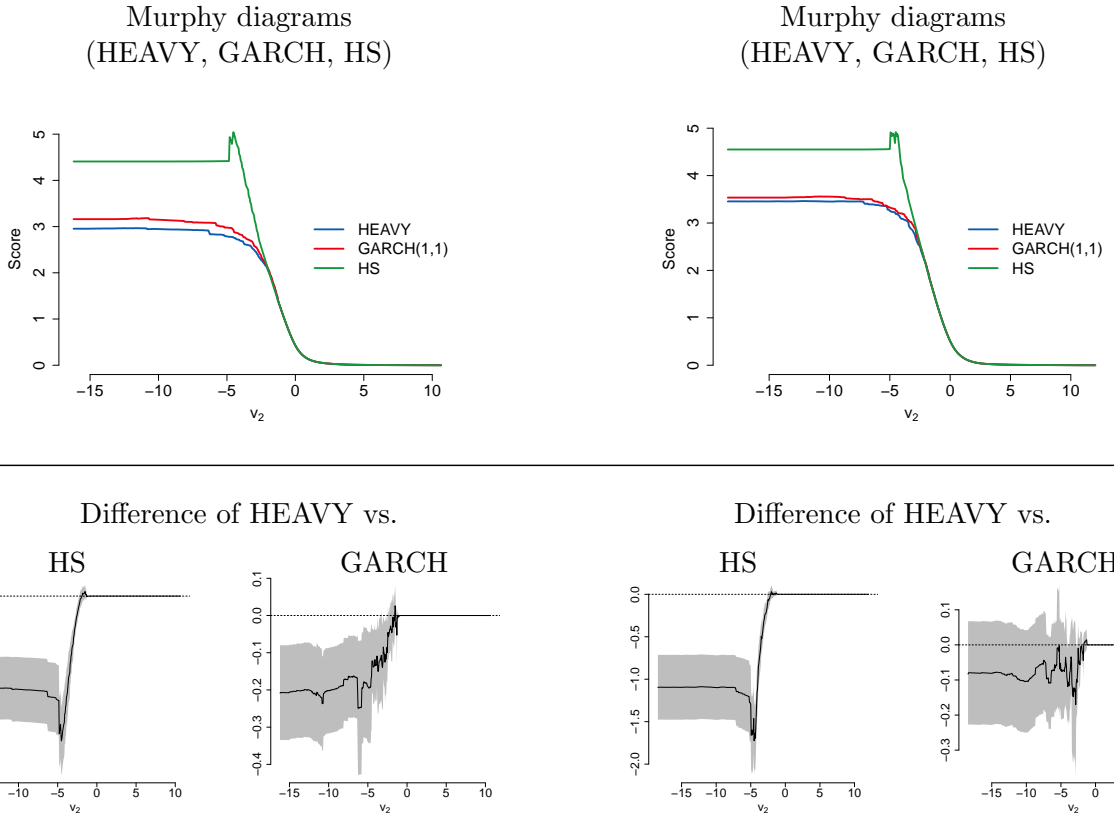 Murphy diagrams
(HEAVY, GARCH, HS)
5
4
3
2
1
0
Score
HEAVY
GARCH(1,1)
HS
−15 −10 −5 0 5 10
v2
Murphy diagrams
(HEAVY, GARCH, HS)
5
4
3
2
1
0
Score
HEAVY
GARCH(1,1)
HS
−15 −10 −5 0 5 10
v2
Difference of HEAVY vs.
HS
−10 −5 0 5 10
v2
GARCH
0.1
0.0
−0.1
−0.2
−0.3
−0.4
−15 −10 −5 0 5 10
v2
Difference of HEAVY vs.
HS
0.0
−0.5
−1.0
−1.5
−2.0
−15 −10 −5 0 5 10
v2
GARCH
0.1
0.0
−0.1
−0.2
−0.3
−15 −10 −5 0
v2